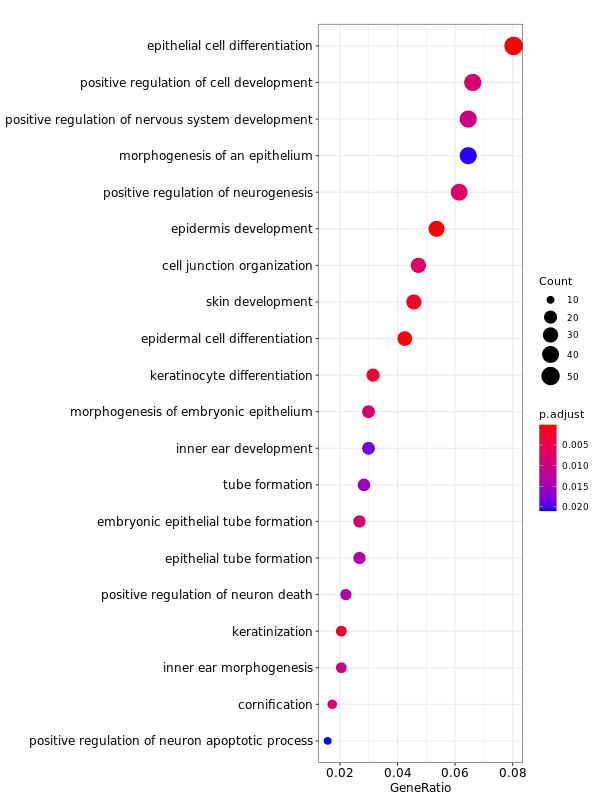 epithelial cell differentiation
positive regulation of cell development
positive regulation of nervous system development
morphogenesis of an epithelium
positive regulation of neurogenesis
epidermis development
cell junction organization
skin development
epidermal cell differentiation
keratinocyte differentiation
morphogenesis of embryonic epithelium
inner ear development
tube formation
embryonic epithelial tube formation
epithelial tube formation
positive regulation of neuron death
keratinization
inner ear morphogenesis
cornification
positive regulation of neuron apoptotic process
0.02 0.04 0.06 0.08
GeneRatio
Count
10
20
30
40
50
p.adjust
0.005
0.010
0.015
0.020